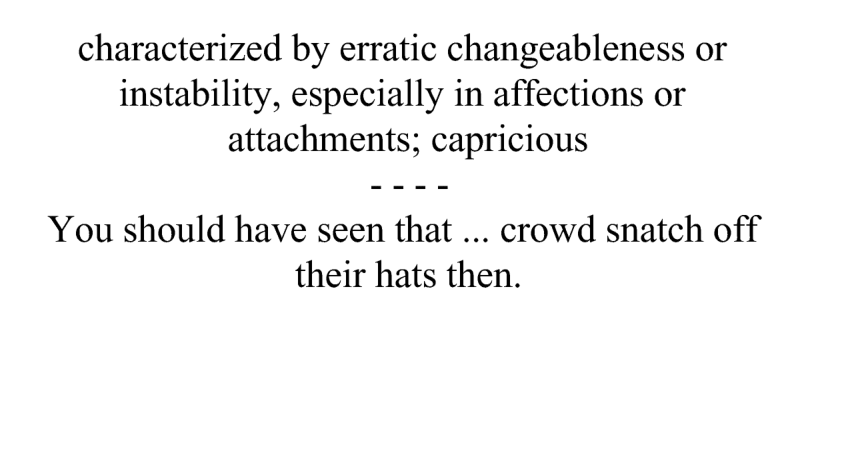 characterized by erratic changeableness or
instability, especially in affections or
attachments; capricious
- - - -
You should have seen that ... crowd snatch off
their hats then.